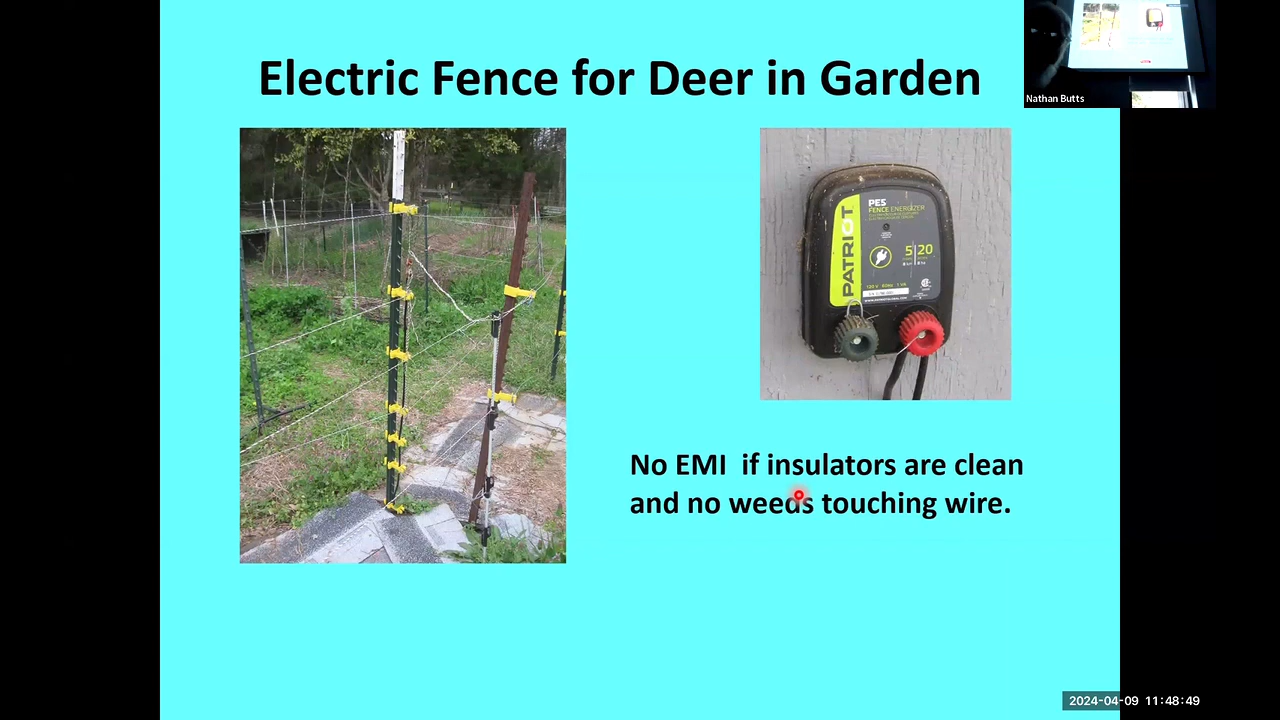 Electric Fence for Deer in Garden
Nathan Butts
PATRIOT
PE5
FENCE ENERGIZER
5 20
No EMI  if insulators are clean
and no weeds touching wire.
2024-04-09 11:48:49